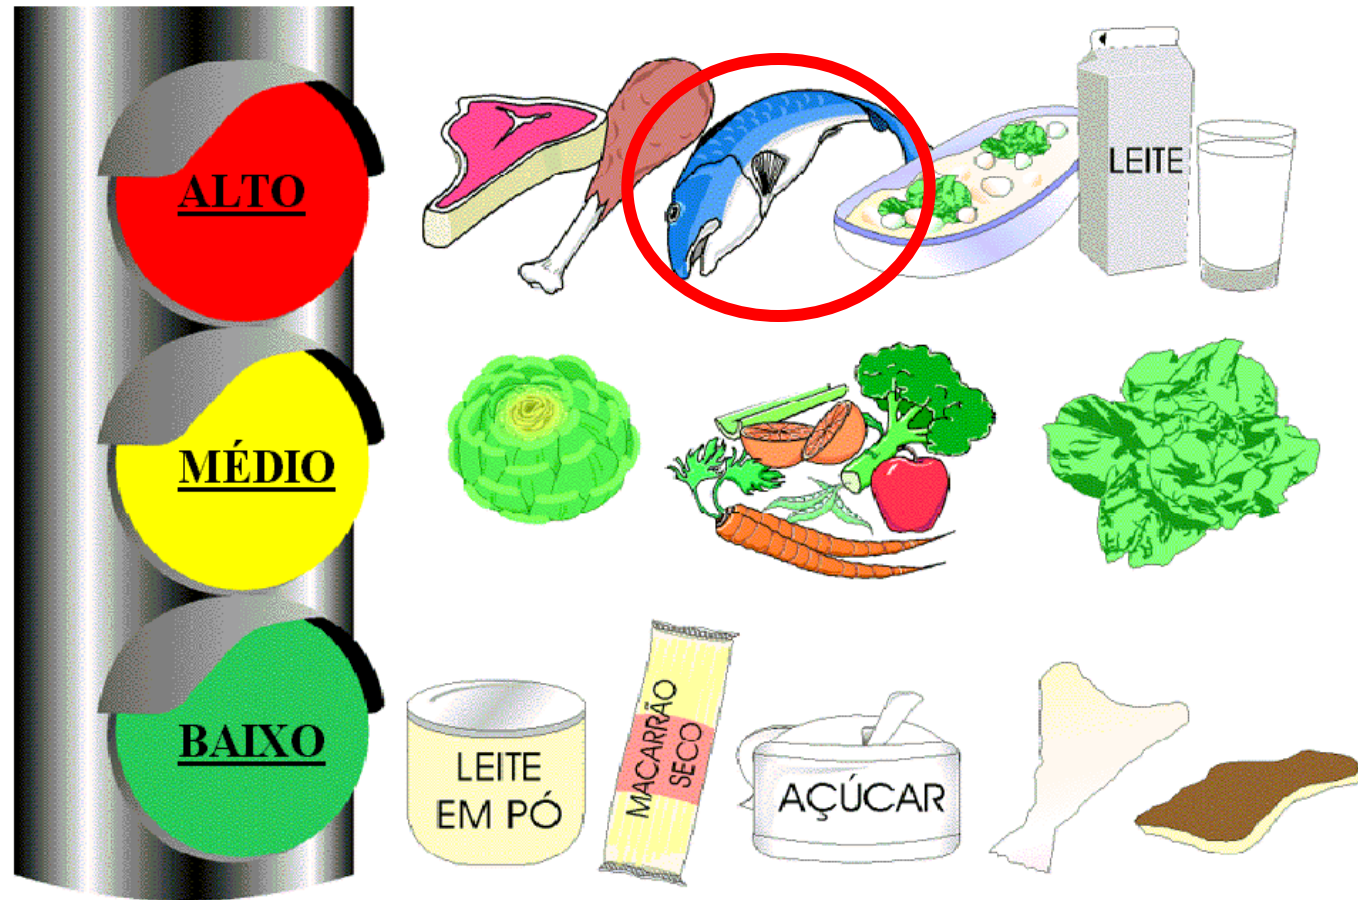 ALTO
LEITE
MÉDIO
BAIXO
LEITE
EM PÓ
MACARRÃO
SECO
AÇÚCAR